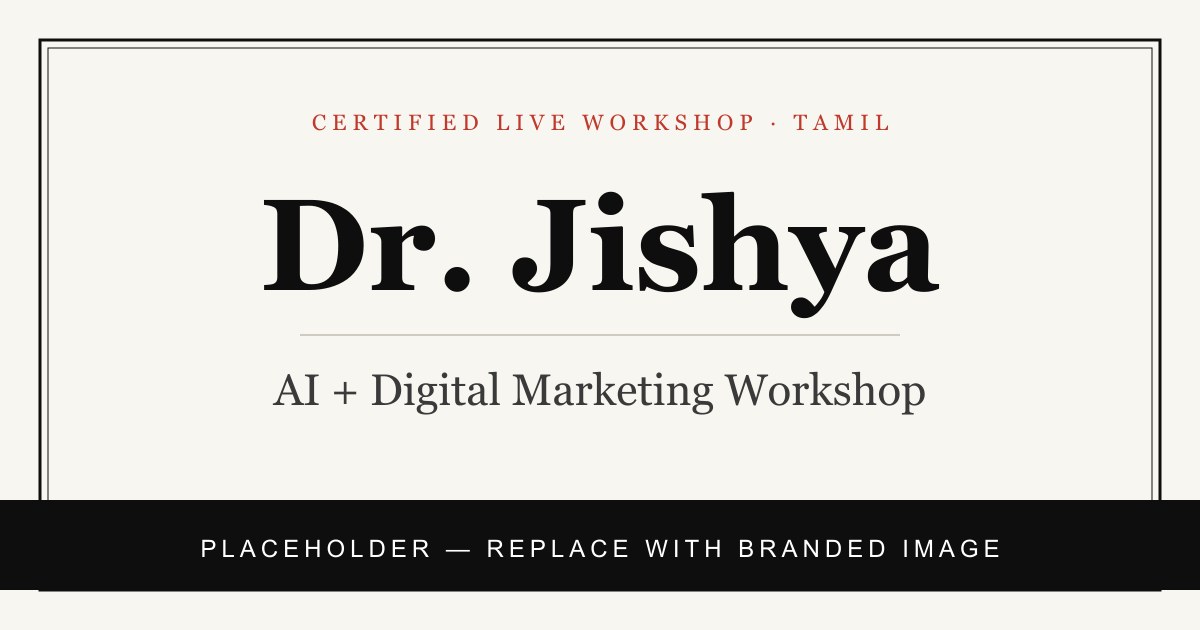 CERTIFIED LIVE WORKSHOP · TAMIL
Dr. Jishya
AI + Digital Marketing Workshop
PLACEHOLDER — REPLACE WITH BRANDED IMAGE